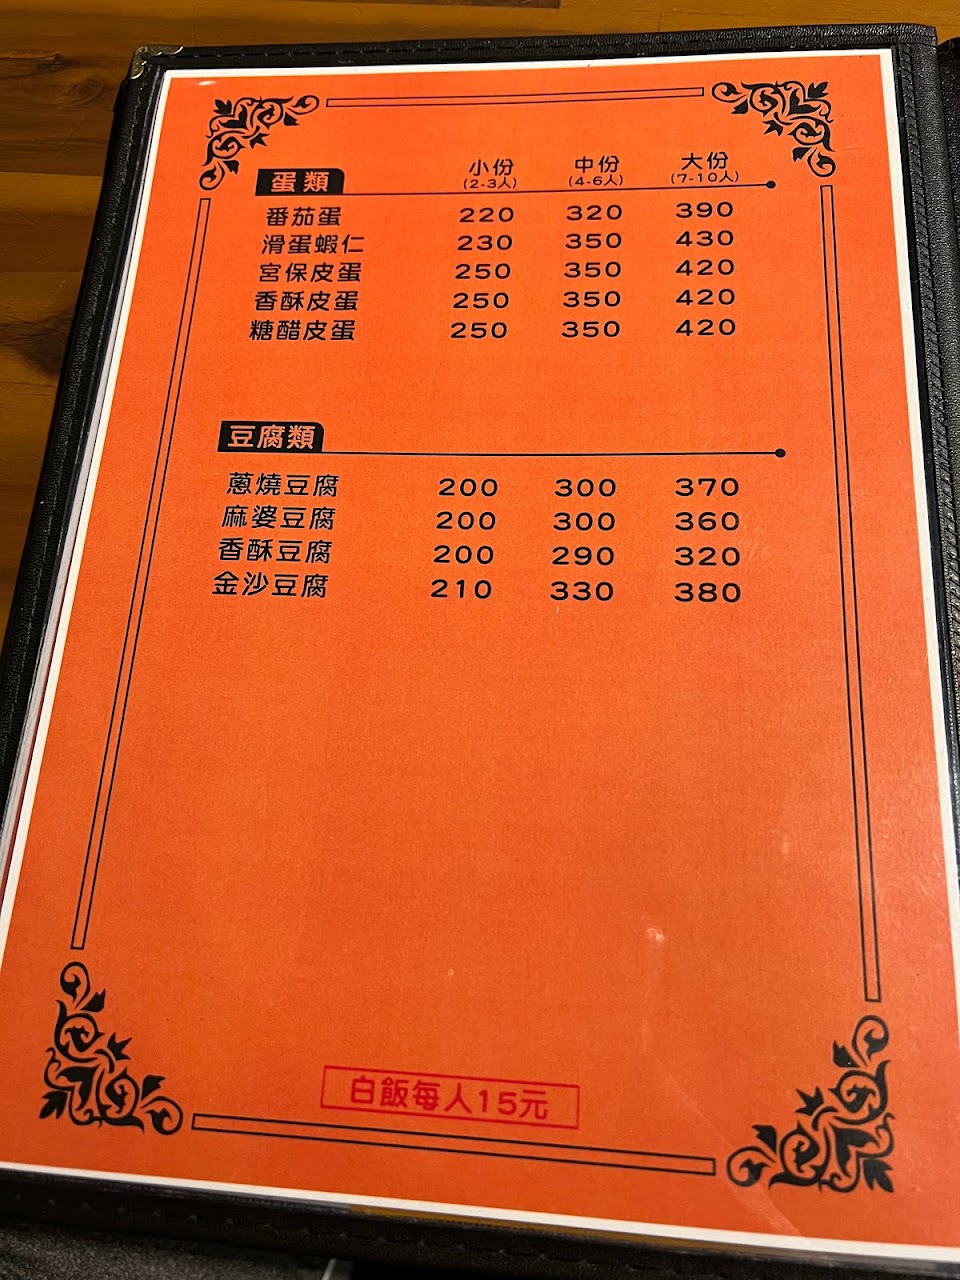 蛋類 小份 中份 大份
(2-3人) (4-6人) (7-10人)
番茄蛋 220 320 390
滑蛋蝦仁 230 350 430
宮保皮蛋 250 350 420
香酥皮蛋 250 350 420
糖醋皮蛋 250 350 420
豆腐類
蔥燒豆腐 200 300 370
麻婆豆腐 200 300 360
香酥豆腐 200 290 320
金沙豆腐 210 330 380
白飯每人15元